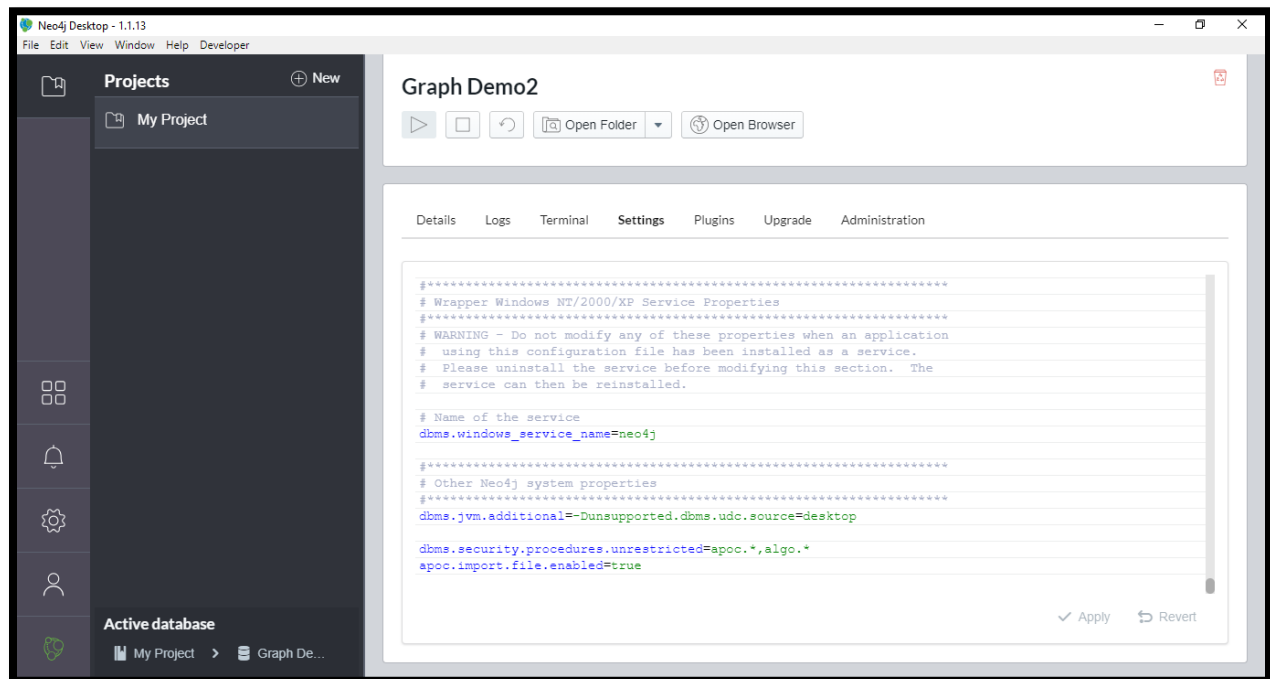 Neo4j Desktop - 1.1.13
File Edit View Window Help Developer
Projects
New
My Project
Graph Demo2
Open Folder
Open Browser
Details Logs Terminal Settings Plugins Upgrade Administration
#********************************************************************
# Wrapper Windows NT/2000/XP Service Properties
#********************************************************************
# WARNING - Do not modify any of these properties when an application
#  using this configuration file has been installed as a service.
#  Please uninstall the service before modifying this section.  The
#  service can then be reinstalled.
# Name of the service
dbms.windows_service_name=neo4j
#********************************************************************
# Other Neo4j system properties
#********************************************************************
dbms.jvm.additional=-Dunsupported.dbms.udc.source=desktop
dbms.security.procedures.unrestricted=apoc.*,algo.*
apoc.import.file.enabled=true
Apply Revert
Active database
My Project > Graph De...